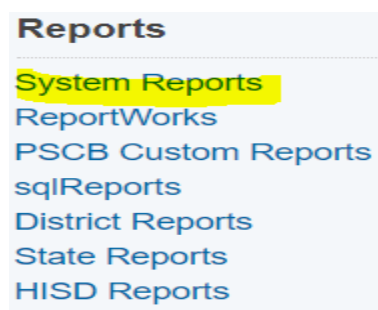 Reports
System Reports
ReportWorks
PSCB Custom Reports
sqlReports
District Reports
State Reports
HISD Reports